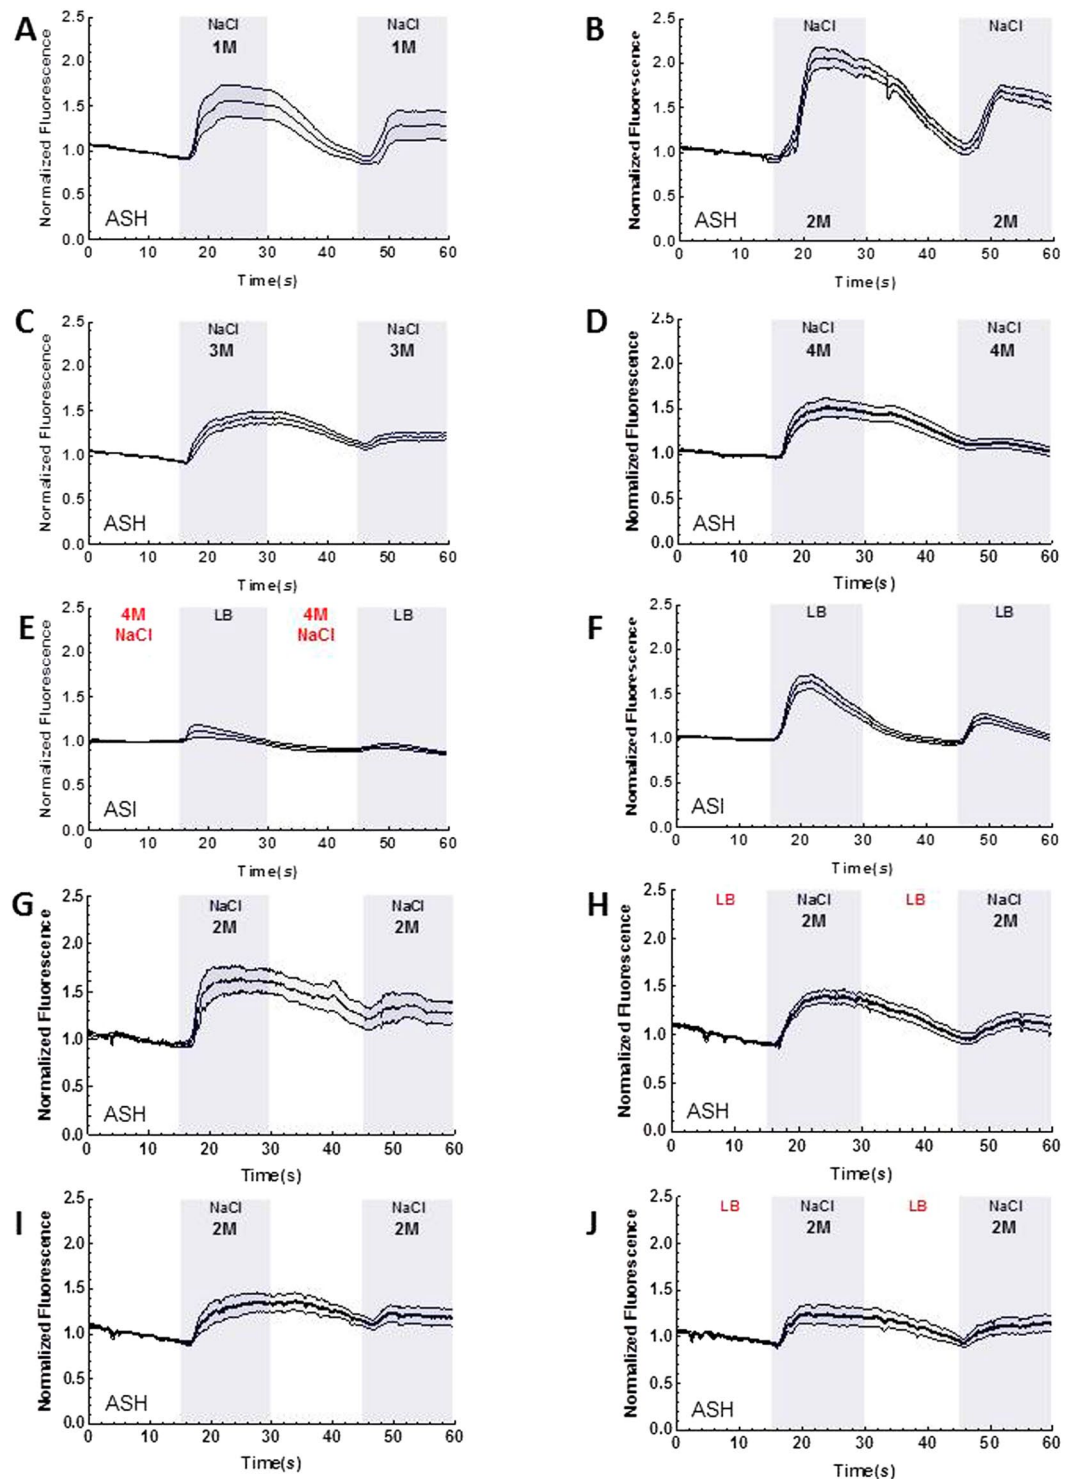 A
Normalized Fluorescence
2.5
2.0
1.5
1.0
0.5
0.0
NaCl NaCl
1M 1M
ASH
0 10 20 30 40 50 60
Time(s)
B
Normalized Fluorescence
2.5
2.0
1.5
1.0
0.5
0.0
NaCl NaCl
ASH 2M 2M
0 10 20 30 40 50 60
Time(s)
C
Normalized Fluorescence
2.5
2.0
1.5
1.0
0.5
0.0
NaCl NaCl
3M 3M
ASH
0 10 20 30 40 50 60
Time(s)
D
Normalized Fluorescence
2.5
2.0
1.5
1.0
0.5
0.0
NaCl NaCl
4M 4M
ASH
0 10 20 30 40 50 60
Time(s)
E
Normalized Fluorescence
2.5
2.0
1.5
1.0
0.5
0.0
4M LB 4M LB
NaCl NaCl
ASI
0 10 20 30 40 50 60
Time(s)
F
Normalized Fluorescence
2.5
2.0
1.5
1.0
0.5
0.0
LB LB
ASI
0 10 20 30 40 50 60
Time(s)
G
Normalized Fluorescence
2.5
2.0
1.5
1.0
0.5
0.0
NaCl NaCl
2M 2M
ASH
0 10 20 30 40 50 60
Time(s)
H
Normalized Fluorescence
2.5
2.0
1.5
1.0
0.5
0.0
LB NaCl LB NaCl
2M 2M
ASH
0 10 20 30 40 50 60
Time(s)
I
Normalized Fluorescence
2.5
2.0
1.5
1.0
0.5
0.0
NaCl NaCl
2M 2M
ASH
0 10 20 30 40 50 60
Time(s)
J
Normalized Fluorescence
2.5
2.0
1.5
1.0
0.5
0.0
LB NaCl LB NaCl
2M 2M
ASH
0 10 20 30 40 50 60
Time(s)